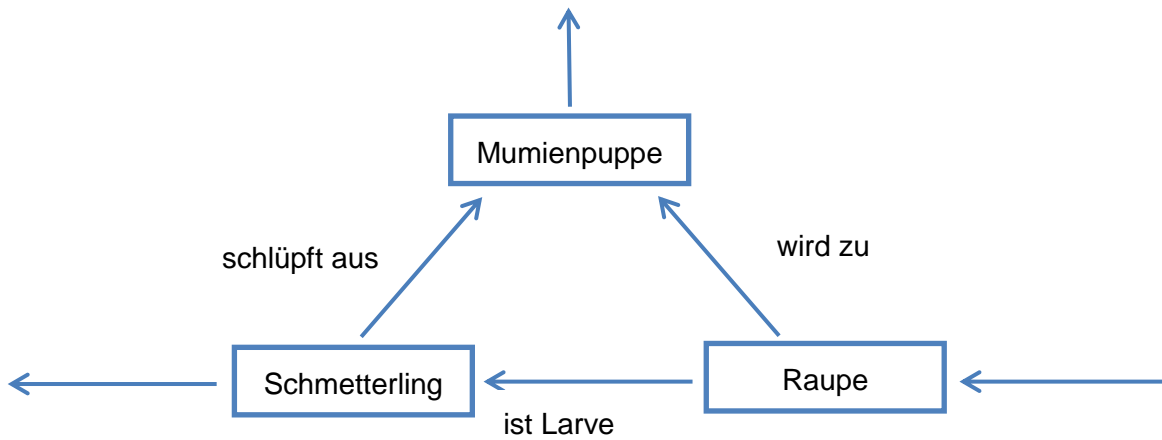 Mumienpuppe
schlüpft aus
wird zu
Schmetterling
Raupe
ist Larve